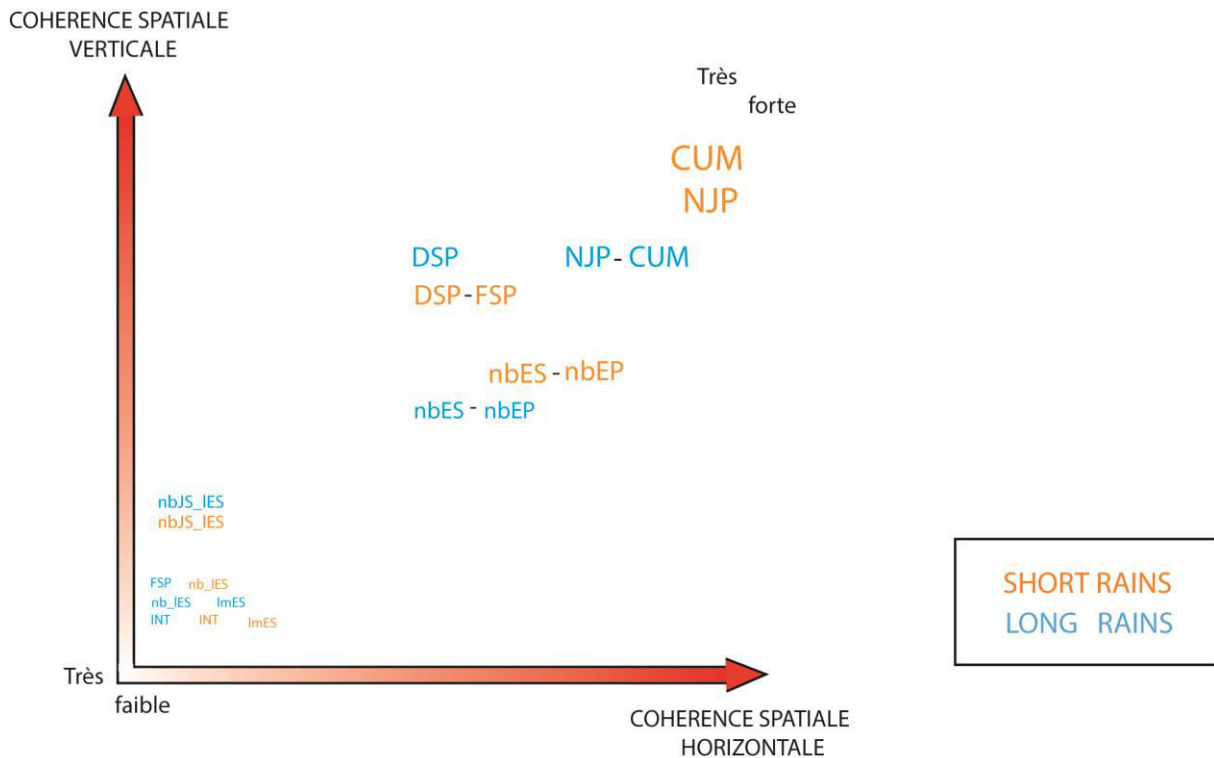 COHERENCE SPATIALE
VERTICALE
Très
forte
CUM
NJP
DSP NJP - CUM
DSP - FSP
nbES - nbEP
nbES - nbEP
nbJS_lES
nbJS_lES
FSP nb_lES
nb_lES lmES
INT INT lmES
SHORT RAINS
LONG RAINS
Très
faible
COHERENCE SPATIALE
HORIZONTALE